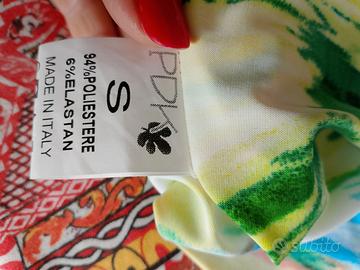 PDK
S
94%POLIESTERE
6%ELASTAN
MADE IN ITALY
subito